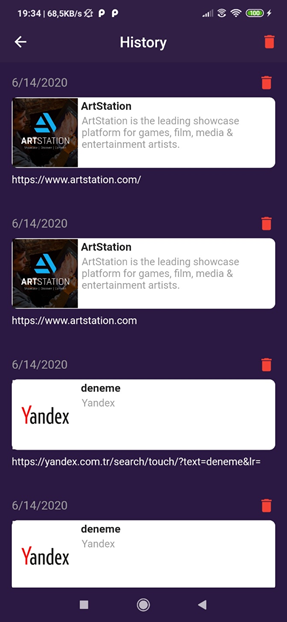 19:34 | 68,5KB/s
100
History
6/14/2020
ArtStation
ArtStation is the leading showcase
platform for games, film, media &
entertainment artists.
ARTSTATION
https://www.artstation.com/
6/14/2020
ArtStation
ArtStation is the leading showcase
platform for games, film, media &
entertainment artists.
ARTSTATION
https://www.artstation.com
6/14/2020
deneme
Yandex
Yandex
https://yandex.com.tr/search/touch/?text=deneme&lr=
6/14/2020
deneme
Yandex
Yandex